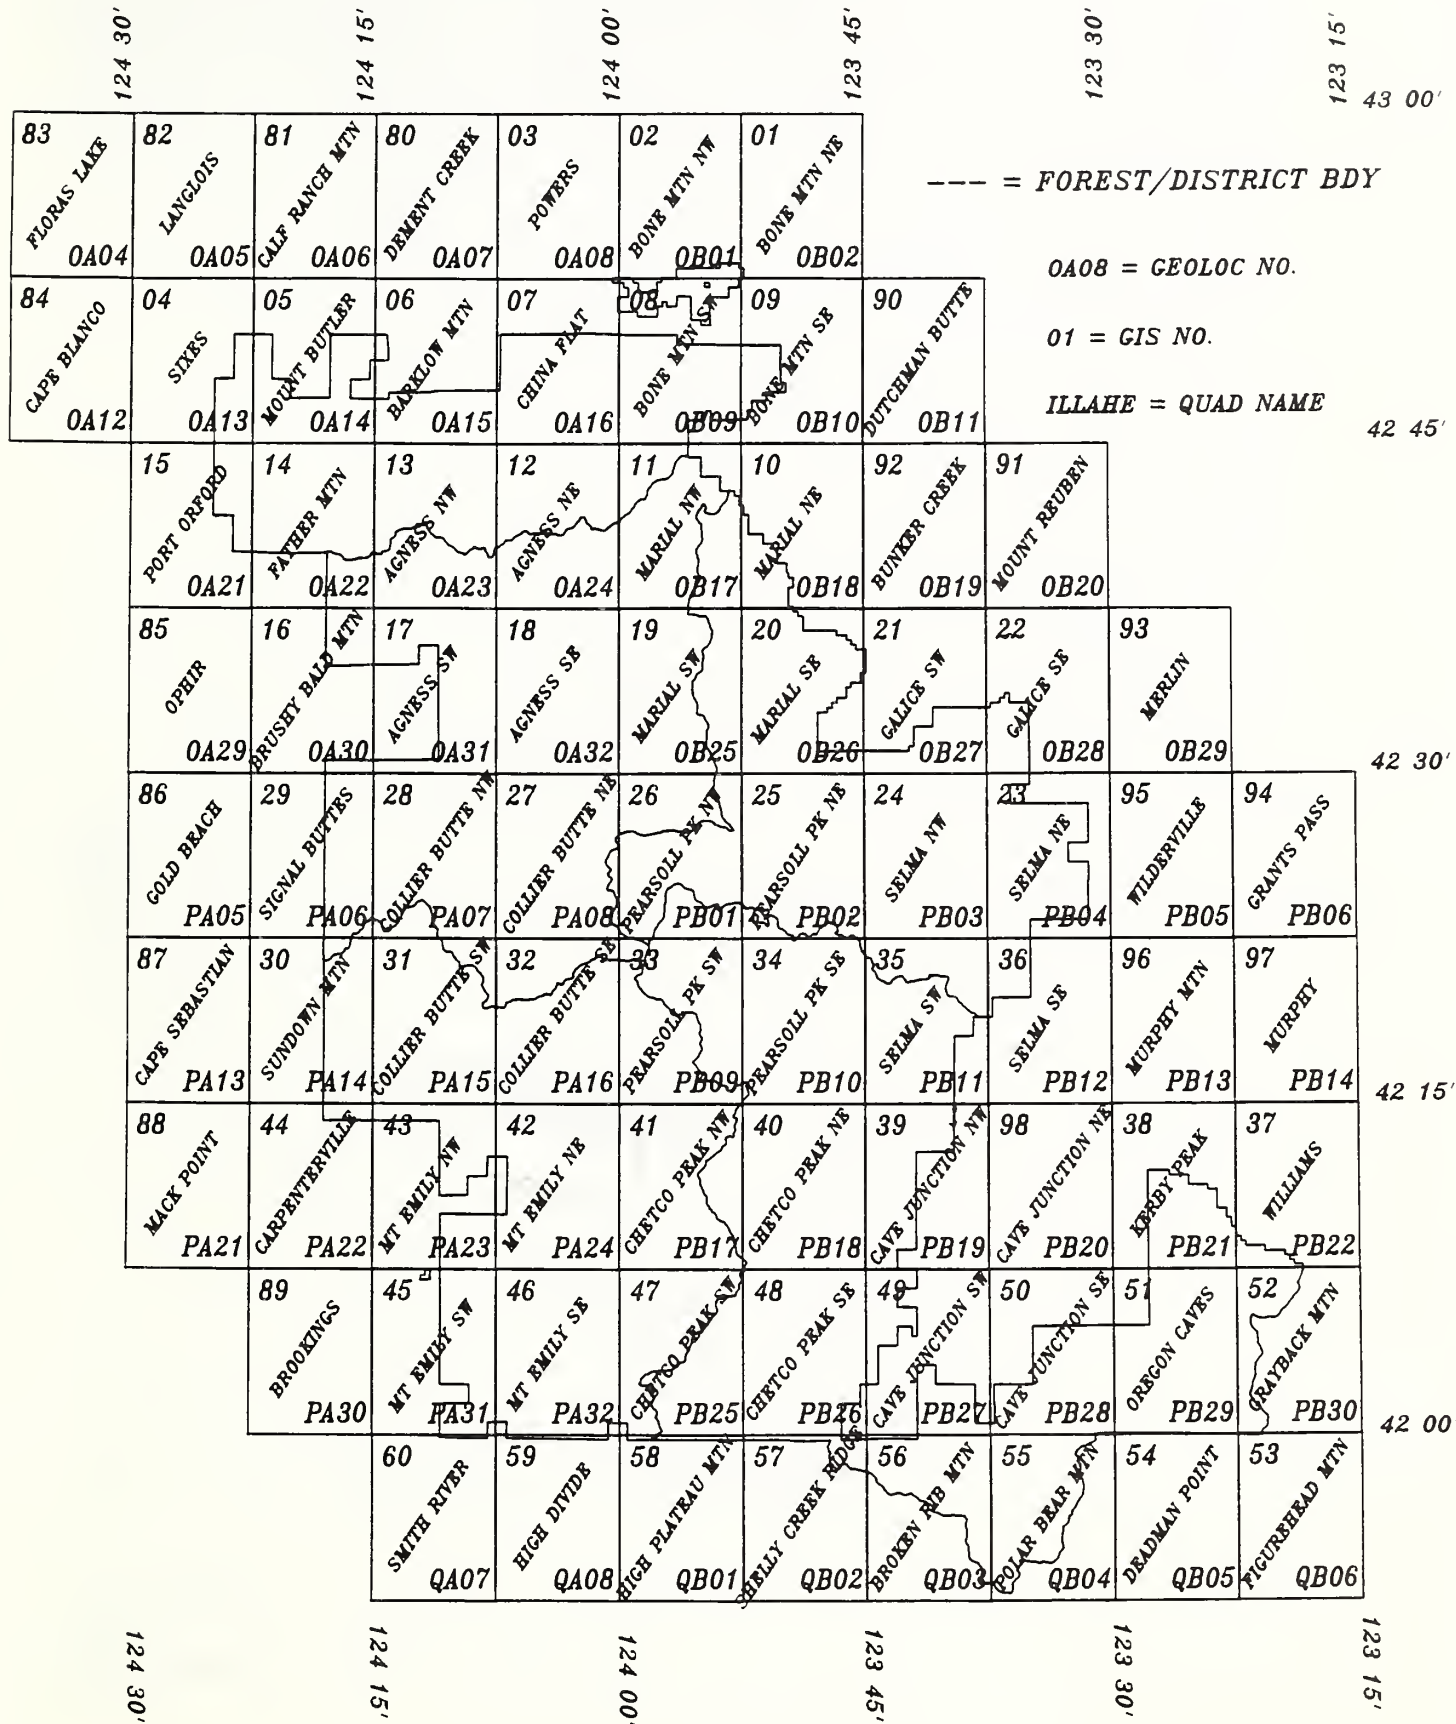 124 30'
124 15'
124 00'
123 45'
123 30'
123 15'
43 00'
83 FLORAS LAKE 0A04
82 LANGLOIS 0A05
81 CALF RANCH MTN 0A06
80 DEMENT CREEK 0A07
03 POWERS 0A08
02 BONE MTN NW 0B01
01 BONE MTN NE 0B02
--- = FOREST/DISTRICT BDY
0A08 = GEOLOC NO.
01 = GIS NO.
ILLAHE = QUAD NAME
84 CAPE BLANCO 0A12
04 SIXES 0A13
05 MOUNT BUTLER 0A14
06 BARKLOW MTN 0A15
07 CHINA FLAT 0A16
08 BONE MTN SW 0B09
09 BONE MTN SE 0B10
90 DUTCHMAN BUTTE 0B11
42 45'
15 PORT ORFORD 0A21
14 FATHER MTN 0A22
13 AGNESS NW 0A23
12 AGNESS NE 0A24
11 MARIAL NW 0B17
10 MARIAL NE 0B18
92 BUNKER CREEK 0B19
91 MOUNT REUBEN 0B20
85 OPHIR 0A29
16 BRUSHY BALD MTN 0A30
17 AGNESS SW 0A31
18 AGNESS SE 0A32
19 MARIAL SW 0B25
20 MARIAL SE 0B26
21 GALICE SW 0B27
22 GALICE SE 0B28
93 MERLIN 0B29
42 30'
86 GOLD BEACH PA05
29 SIGNAL BUTTES PA06
28 COLLIER BUTTE NW PA07
27 COLLIER BUTTE NE PA08
26 PEARSOLL PK NW PB01
25 PEARSOLL PK NE PB02
24 SELMA NW PB03
23 SELMA NE PB04
95 WILDERVILLE PB05
94 GRANTS PASS PB06
87 CAPE SEBASTIAN PA13
30 SUNDOWN MTN PA14
31 COLLIER BUTTE SW PA15
32 COLLIER BUTTE SE PA16
33 PEARSOLL PK SW PB09
34 PEARSOLL PK SE PB10
35 SELMA SW PB11
36 SELMA SE PB12
96 MURPHY MTN PB13
97 MURPHY PB14
42 15'
88 MACK POINT PA21
44 CARPENTERVILLE PA22
43 MT EMILY NW PA23
42 MT EMILY NE PA24
41 CHETCO PEAK NW PB17
40 CHETCO PEAK NE PB18
39 CAVE JUNCTION NW PB19
98 CAVE JUNCTION NE PB20
38 KERBY PEAK PB21
37 WILLIAMS PB22
89 BROOKINGS PA30
45 MT EMILY SW PA31
46 MT EMILY SE PA32
47 CHETCO PEAK SW PB25
48 CHETCO PEAK SE PB26
49 CAVE JUNCTION SW PB27
50 CAVE JUNCTION SE PB28
51 OREGON CAVES PB29
52 GRAYBACK MTN PB30
42 00
60 SMITH RIVER QA07
59 HIGH DIVIDE QA08
58 HIGH PLATEAU MTN QB01
57 SHELLY CREEK RIDGE QB02
56 BROKEN RIB MTN QB03
55 POLAR BEAR MTN QB04
54 DEADMAN POINT QB05
53 FIGUREHEAD MTN QB06
124 30'
124 15'
124 00'
123 45'
123 30'
123 15'